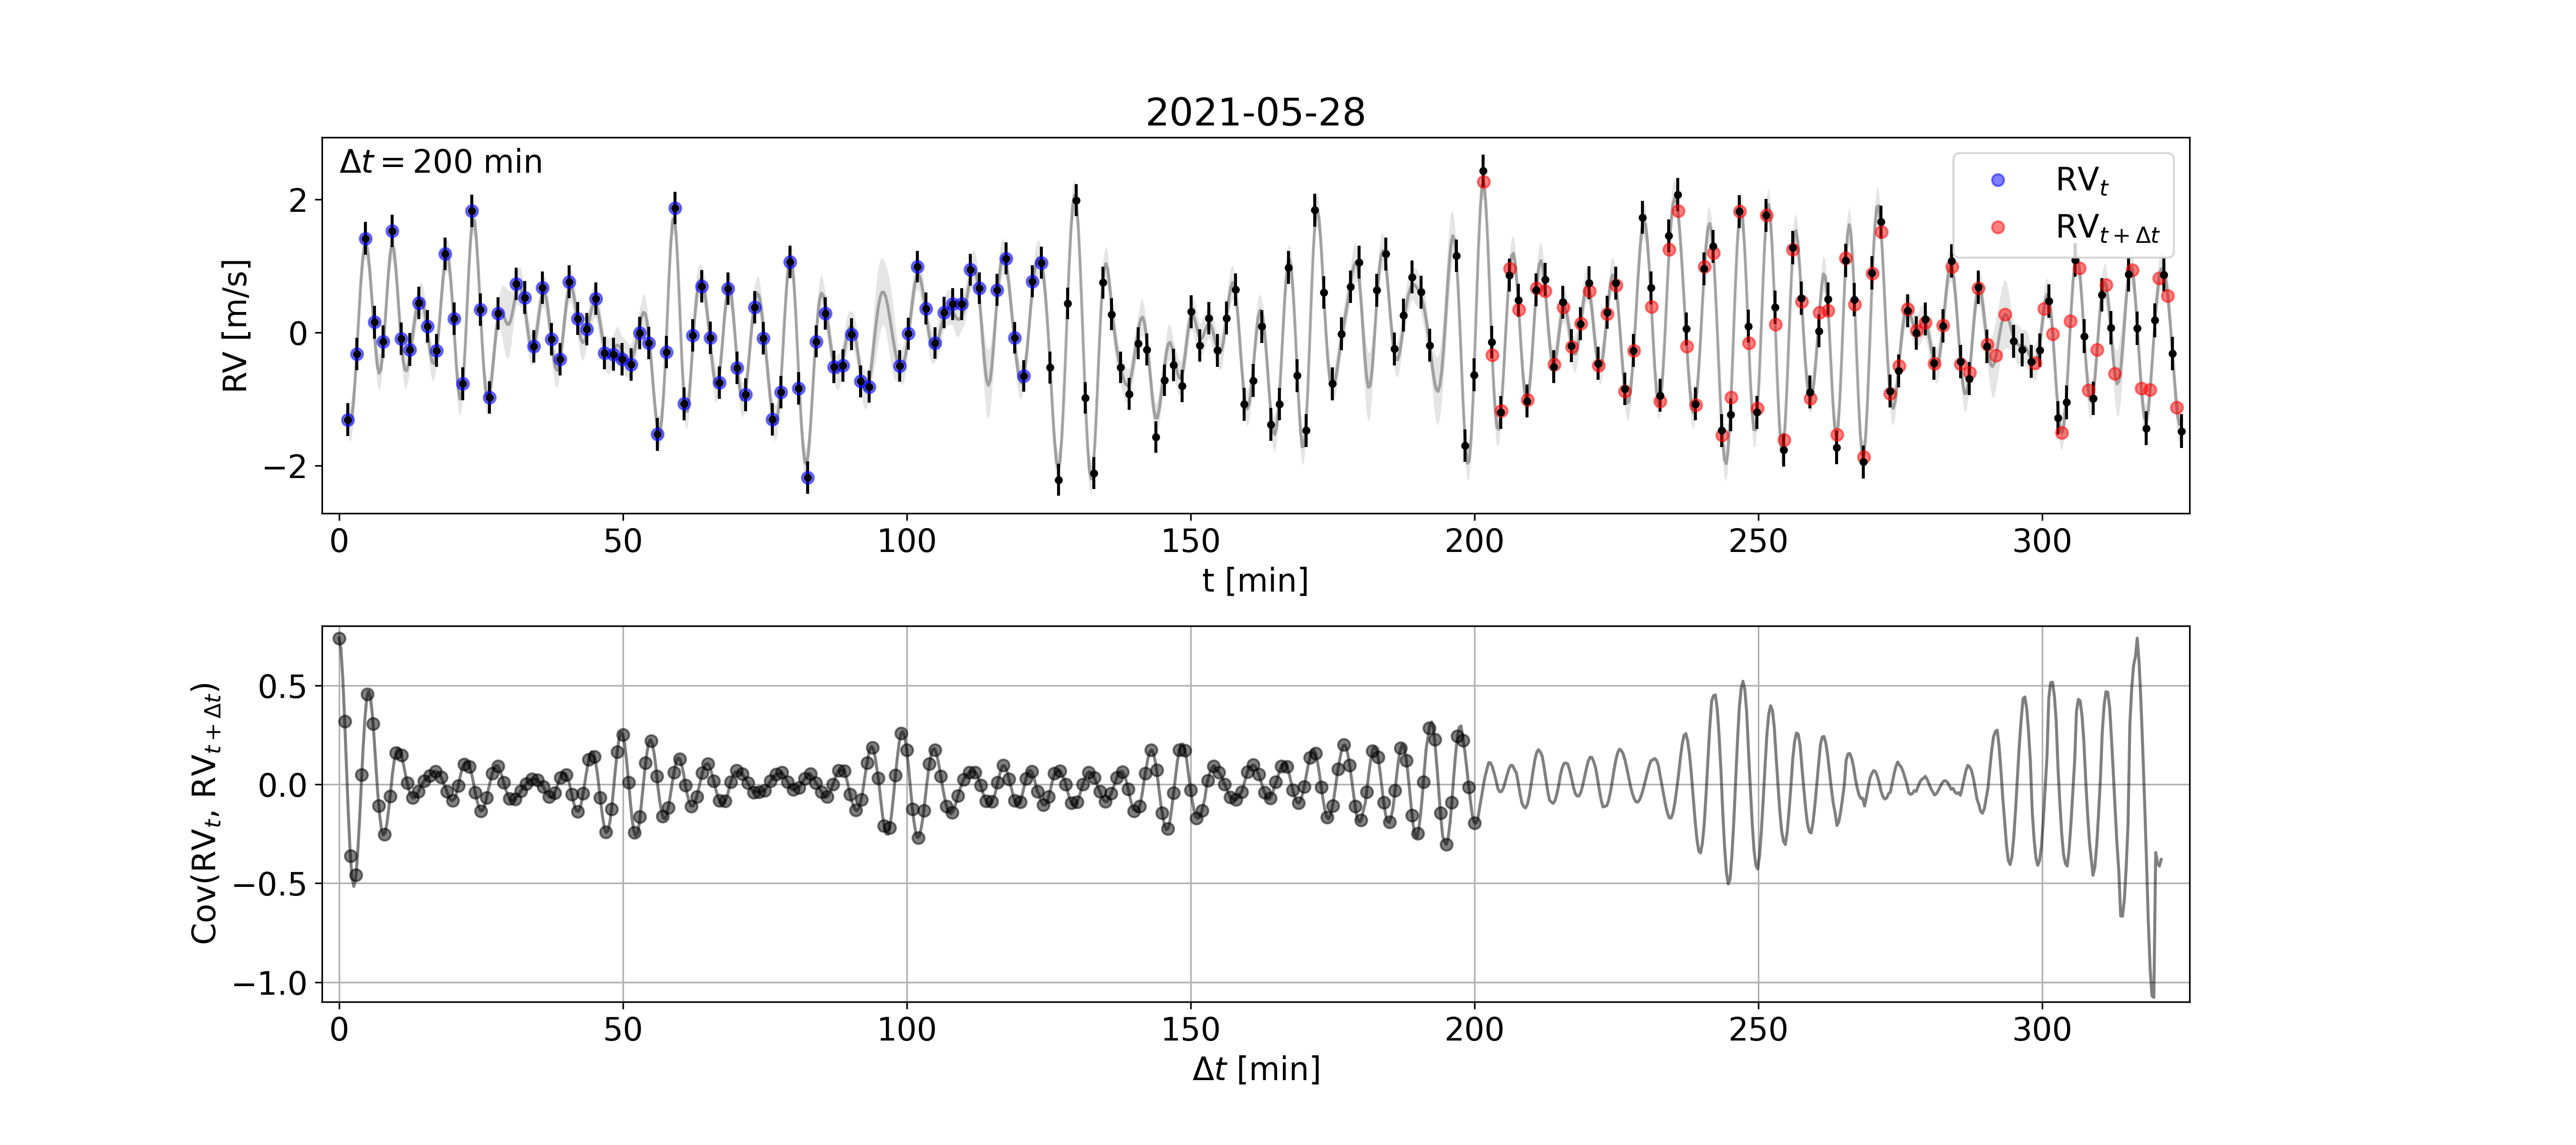 2021-05-28
Δt = 200 min
RV_t
RV_{t+Δt}
RV [m/s]
2
0
−2
0 50 100 150 200 250 300
t [min]
Cov(RV_t, RV_{t+Δt})
0.5
0.0
−0.5
−1.0
0 50 100 150 200 250 300
Δt [min]